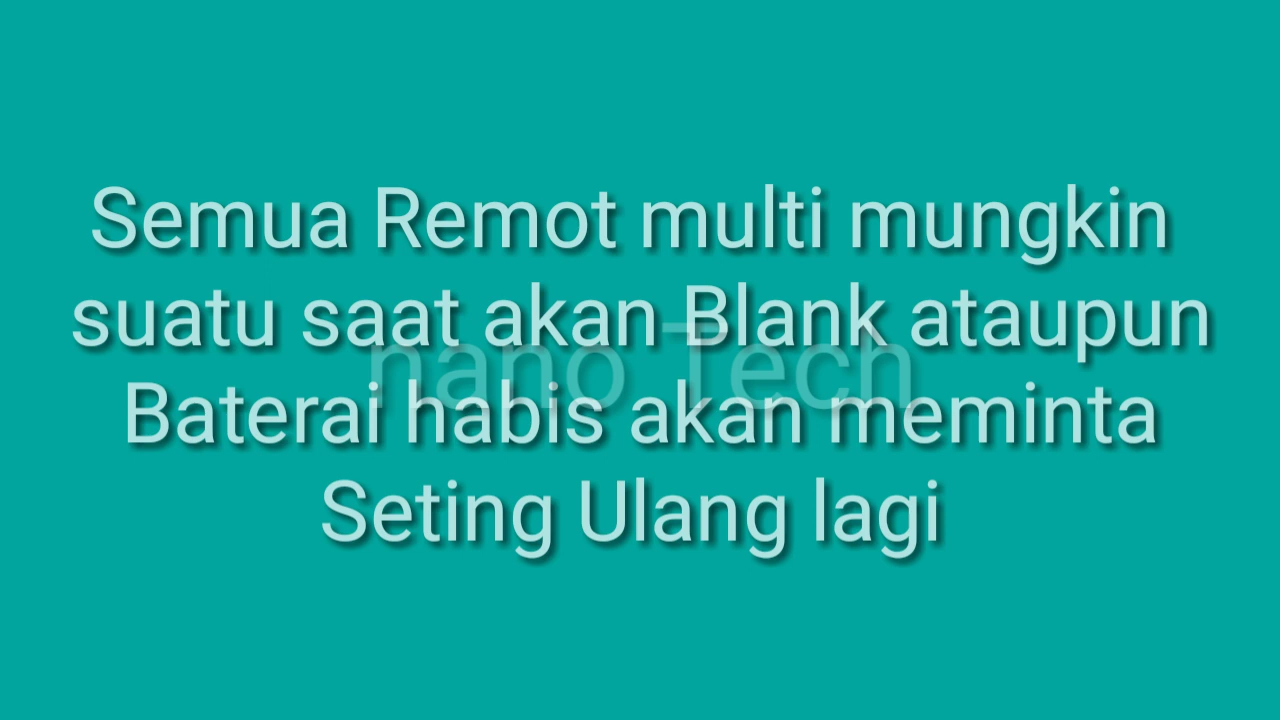 Semua Remot multi mungkin
suatu saat akan Blank ataupun
nano Tech
Baterai habis akan meminta
Seting Ulang lagi